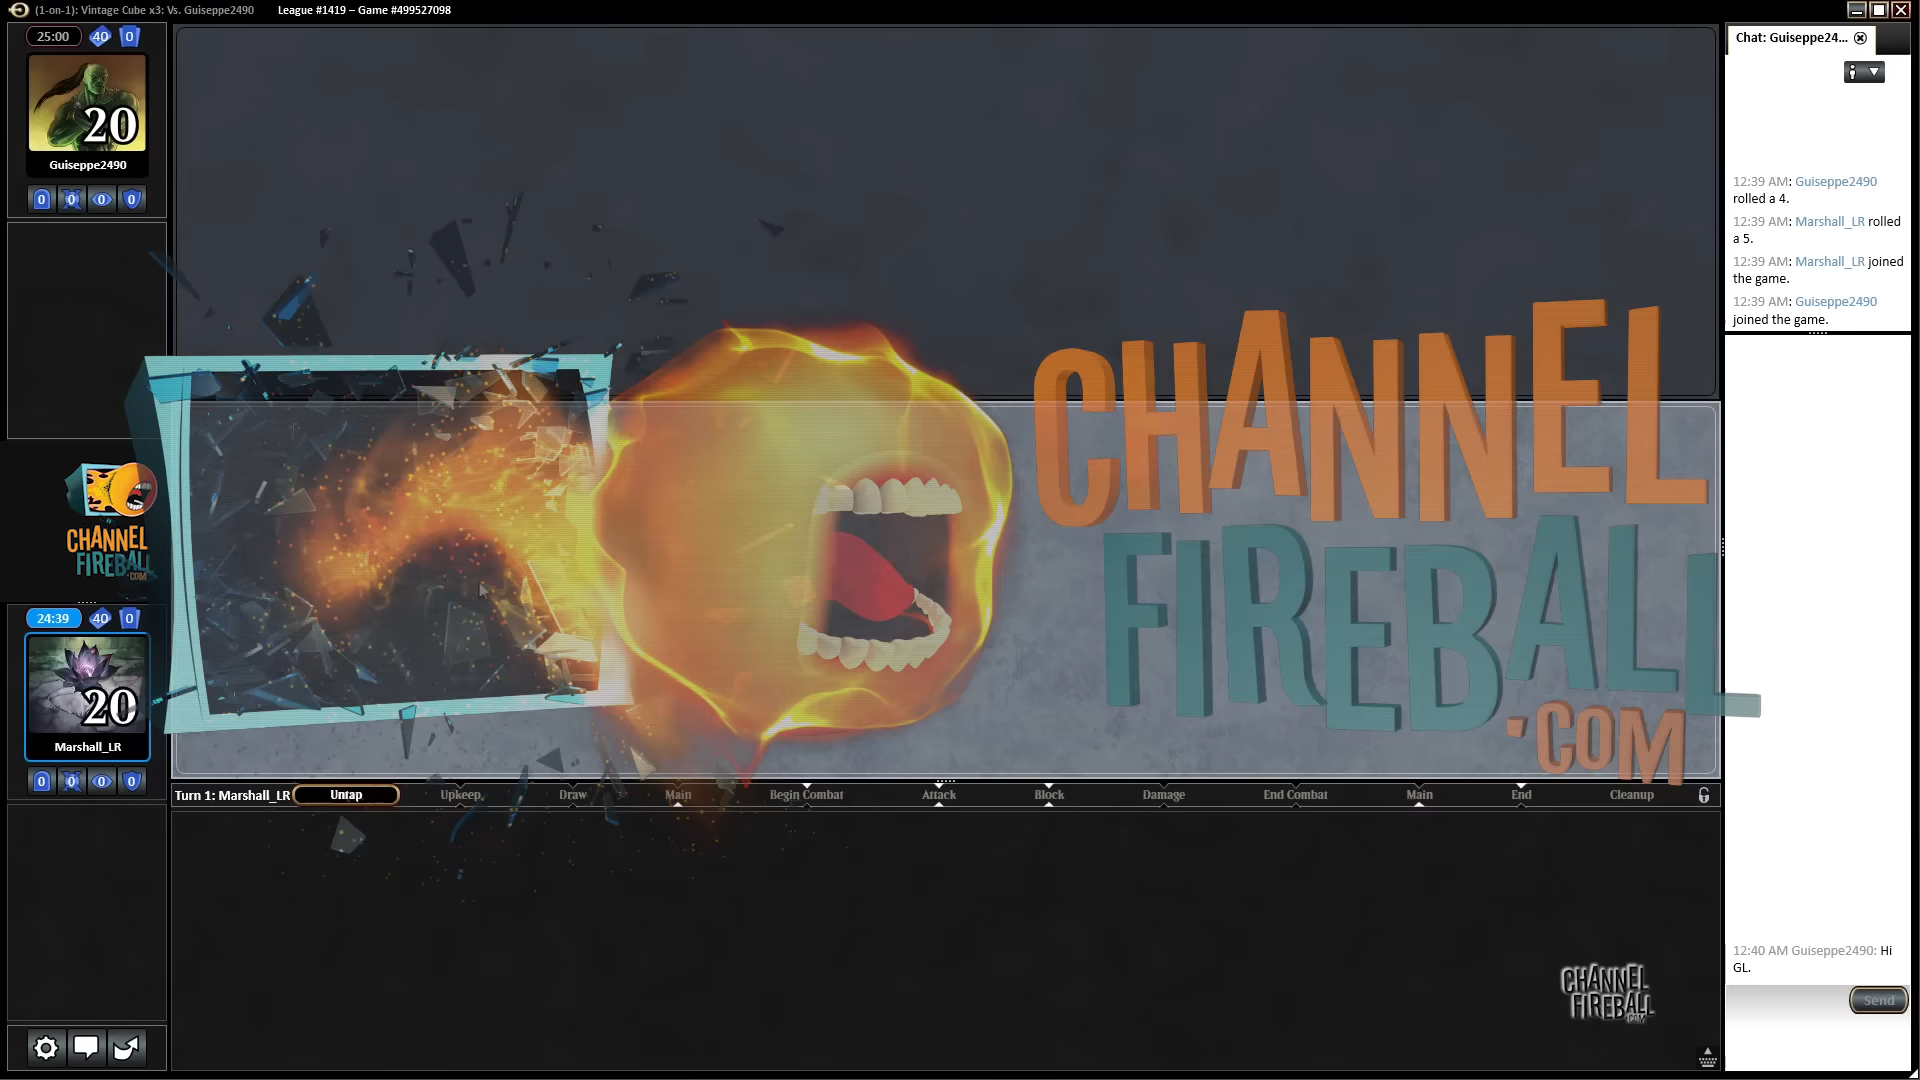 (1-on-1): Vintage Cube x3: Vs. Guiseppe2490
League #1419 – Game #499527098
25:00
40
0
20
Guiseppe2490
0
0
0
0
CHANNEL
FIREBALL
.COM
24:39
40
0
20
Marshall_LR
0
0
0
0
CHANNEL
FIREBALL
.COM
Turn 1: Marshall_LR
Untap
Upkeep
Draw
Main
Begin Combat
Attack
Block
Damage
End Combat
Main
End
Cleanup
CHANNEL
FIREBALL
.COM
Chat: Guiseppe24...
12:39 AM: Guiseppe2490
rolled a 4.
12:39 AM: Marshall_LR rolled
a 5.
12:39 AM: Marshall_LR joined
the game.
12:39 AM: Guiseppe2490
joined the game.
12:40 AM Guiseppe2490: Hi
GL.
Send